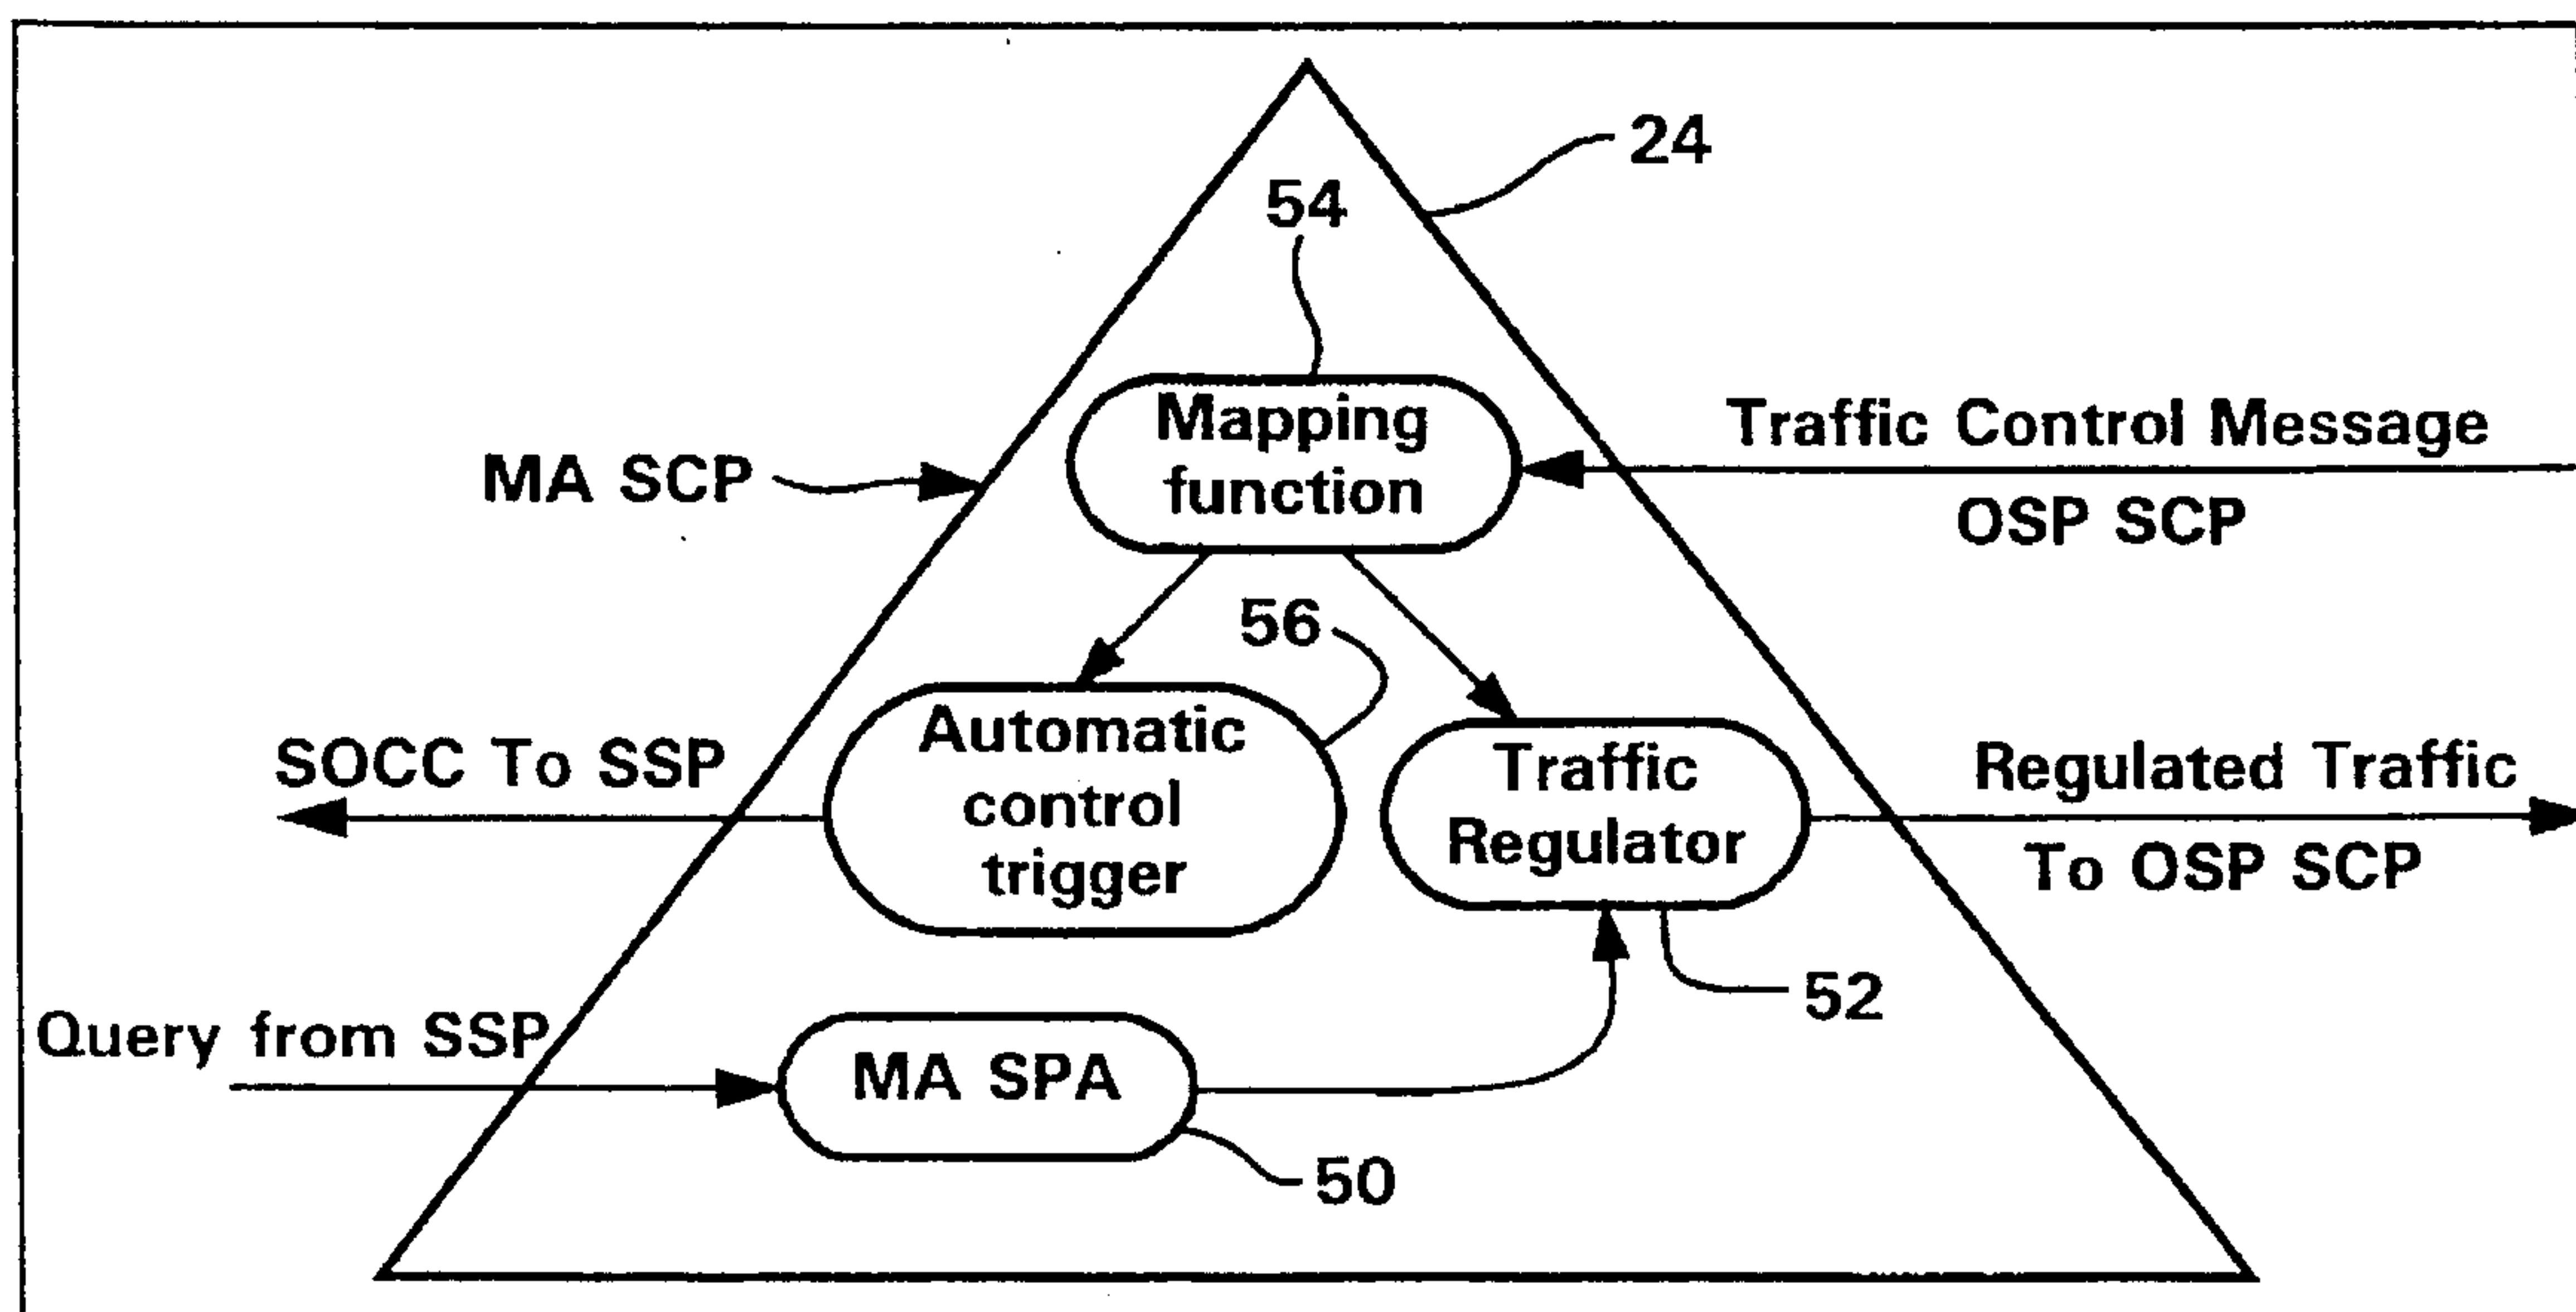 24
54
Mapping
function
Traffic Control Message
OSP SCP
MA SCP
56
Automatic
control
trigger
SOCC To SSP
Traffic
Regulator
Regulated Traffic
To OSP SCP
52
Query from SSP
MA SPA
50